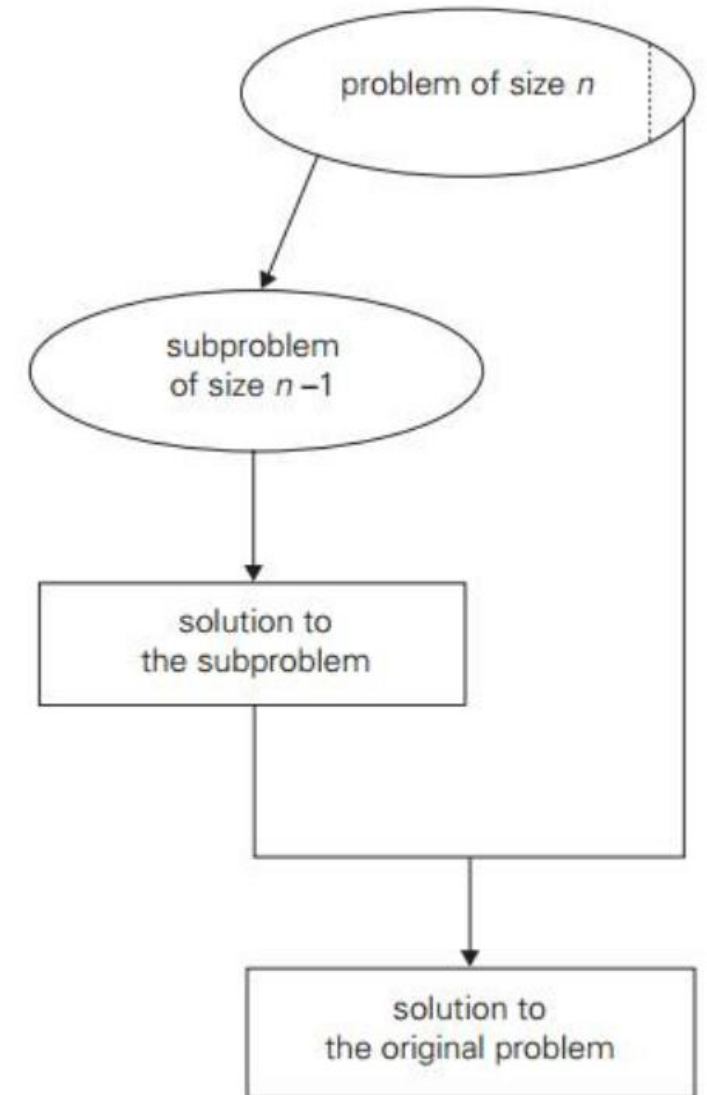 problem of size n
subproblem
of size n –1
solution to
the subproblem
solution to
the original problem